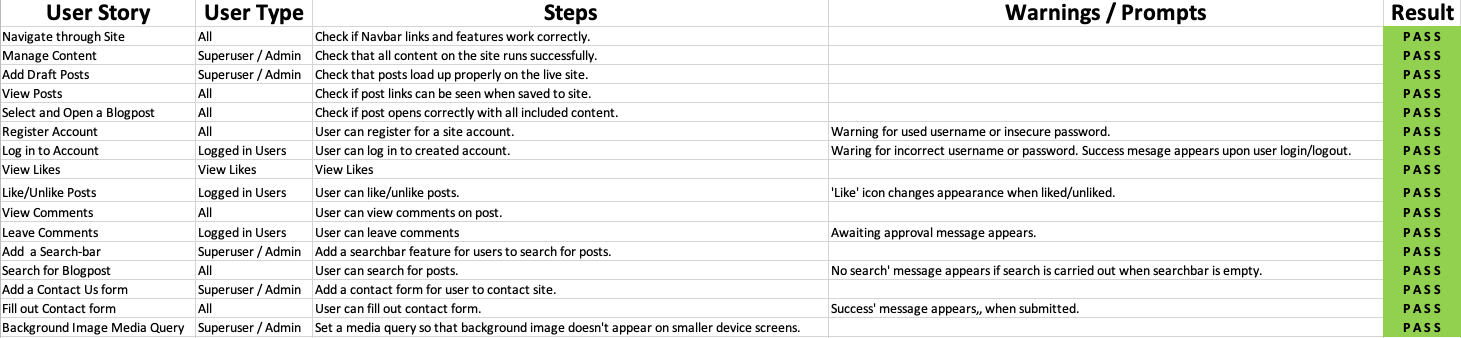 User Story User Type Steps Warnings / Prompts Result
Navigate through Site All Check if Navbar links and features work correctly. PASS
Manage Content Superuser / Admin Check that all content on the site runs successfully. PASS
Add Draft Posts Superuser / Admin Check that posts load up properly on the live site. PASS
View Posts All Check if post links can be seen when saved to site. PASS
Select and Open a Blogpost All Check if post opens correctly with all included content. PASS
Register Account All User can register for a site account. Warning for used username or insecure password. PASS
Log in to Account Logged in Users User can log in to created account. Waring for incorrect username or password. Success mesage appears upon user login/logout. PASS
View Likes View Likes View Likes PASS
Like/Unlike Posts Logged in Users User can like/unlike posts. 'Like' icon changes appearance when liked/unliked. PASS
View Comments All User can view comments on post. PASS
Leave Comments Logged in Users User can leave comments Awaiting approval message appears. PASS
Add a Search-bar Superuser / Admin Add a searchbar feature for users to search for posts. PASS
Search for Blogpost All User can search for posts. No search' message appears if search is carried out when searchbar is empty. PASS
Add a Contact Us form Superuser / Admin Add a contact form for user to contact site. PASS
Fill out Contact form All User can fill out contact form. Success' message appears,, when submitted. PASS
Background Image Media Query Superuser / Admin Set a media query so that background image doesn't appear on smaller device screens. PASS